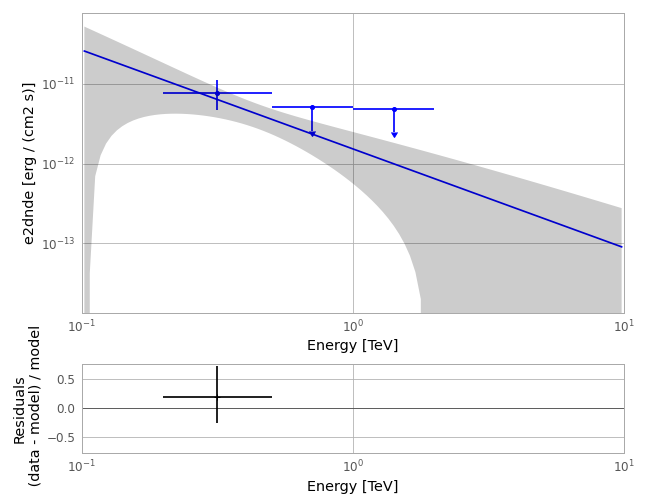 e2dnde [erg / (cm2 s)]
10⁻¹¹
10⁻¹²
10⁻¹³
10⁻¹ 10⁰ 10¹
Energy [TeV]
Residuals
(data - model) / model
0.5
0.0
−0.5
10⁻¹ 10⁰ 10¹
Energy [TeV]